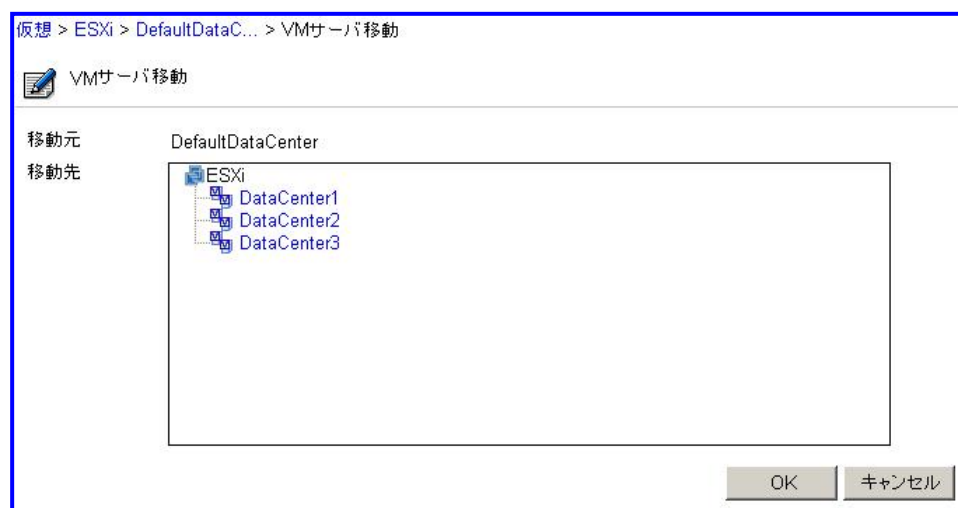 仮想 > ESXi > DefaultDataC... > VMサーバ移動
VMサーバ移動
移動元 DefaultDataCenter
移動先
ESXi
DataCenter1
DataCenter2
DataCenter3
OK キャンセル